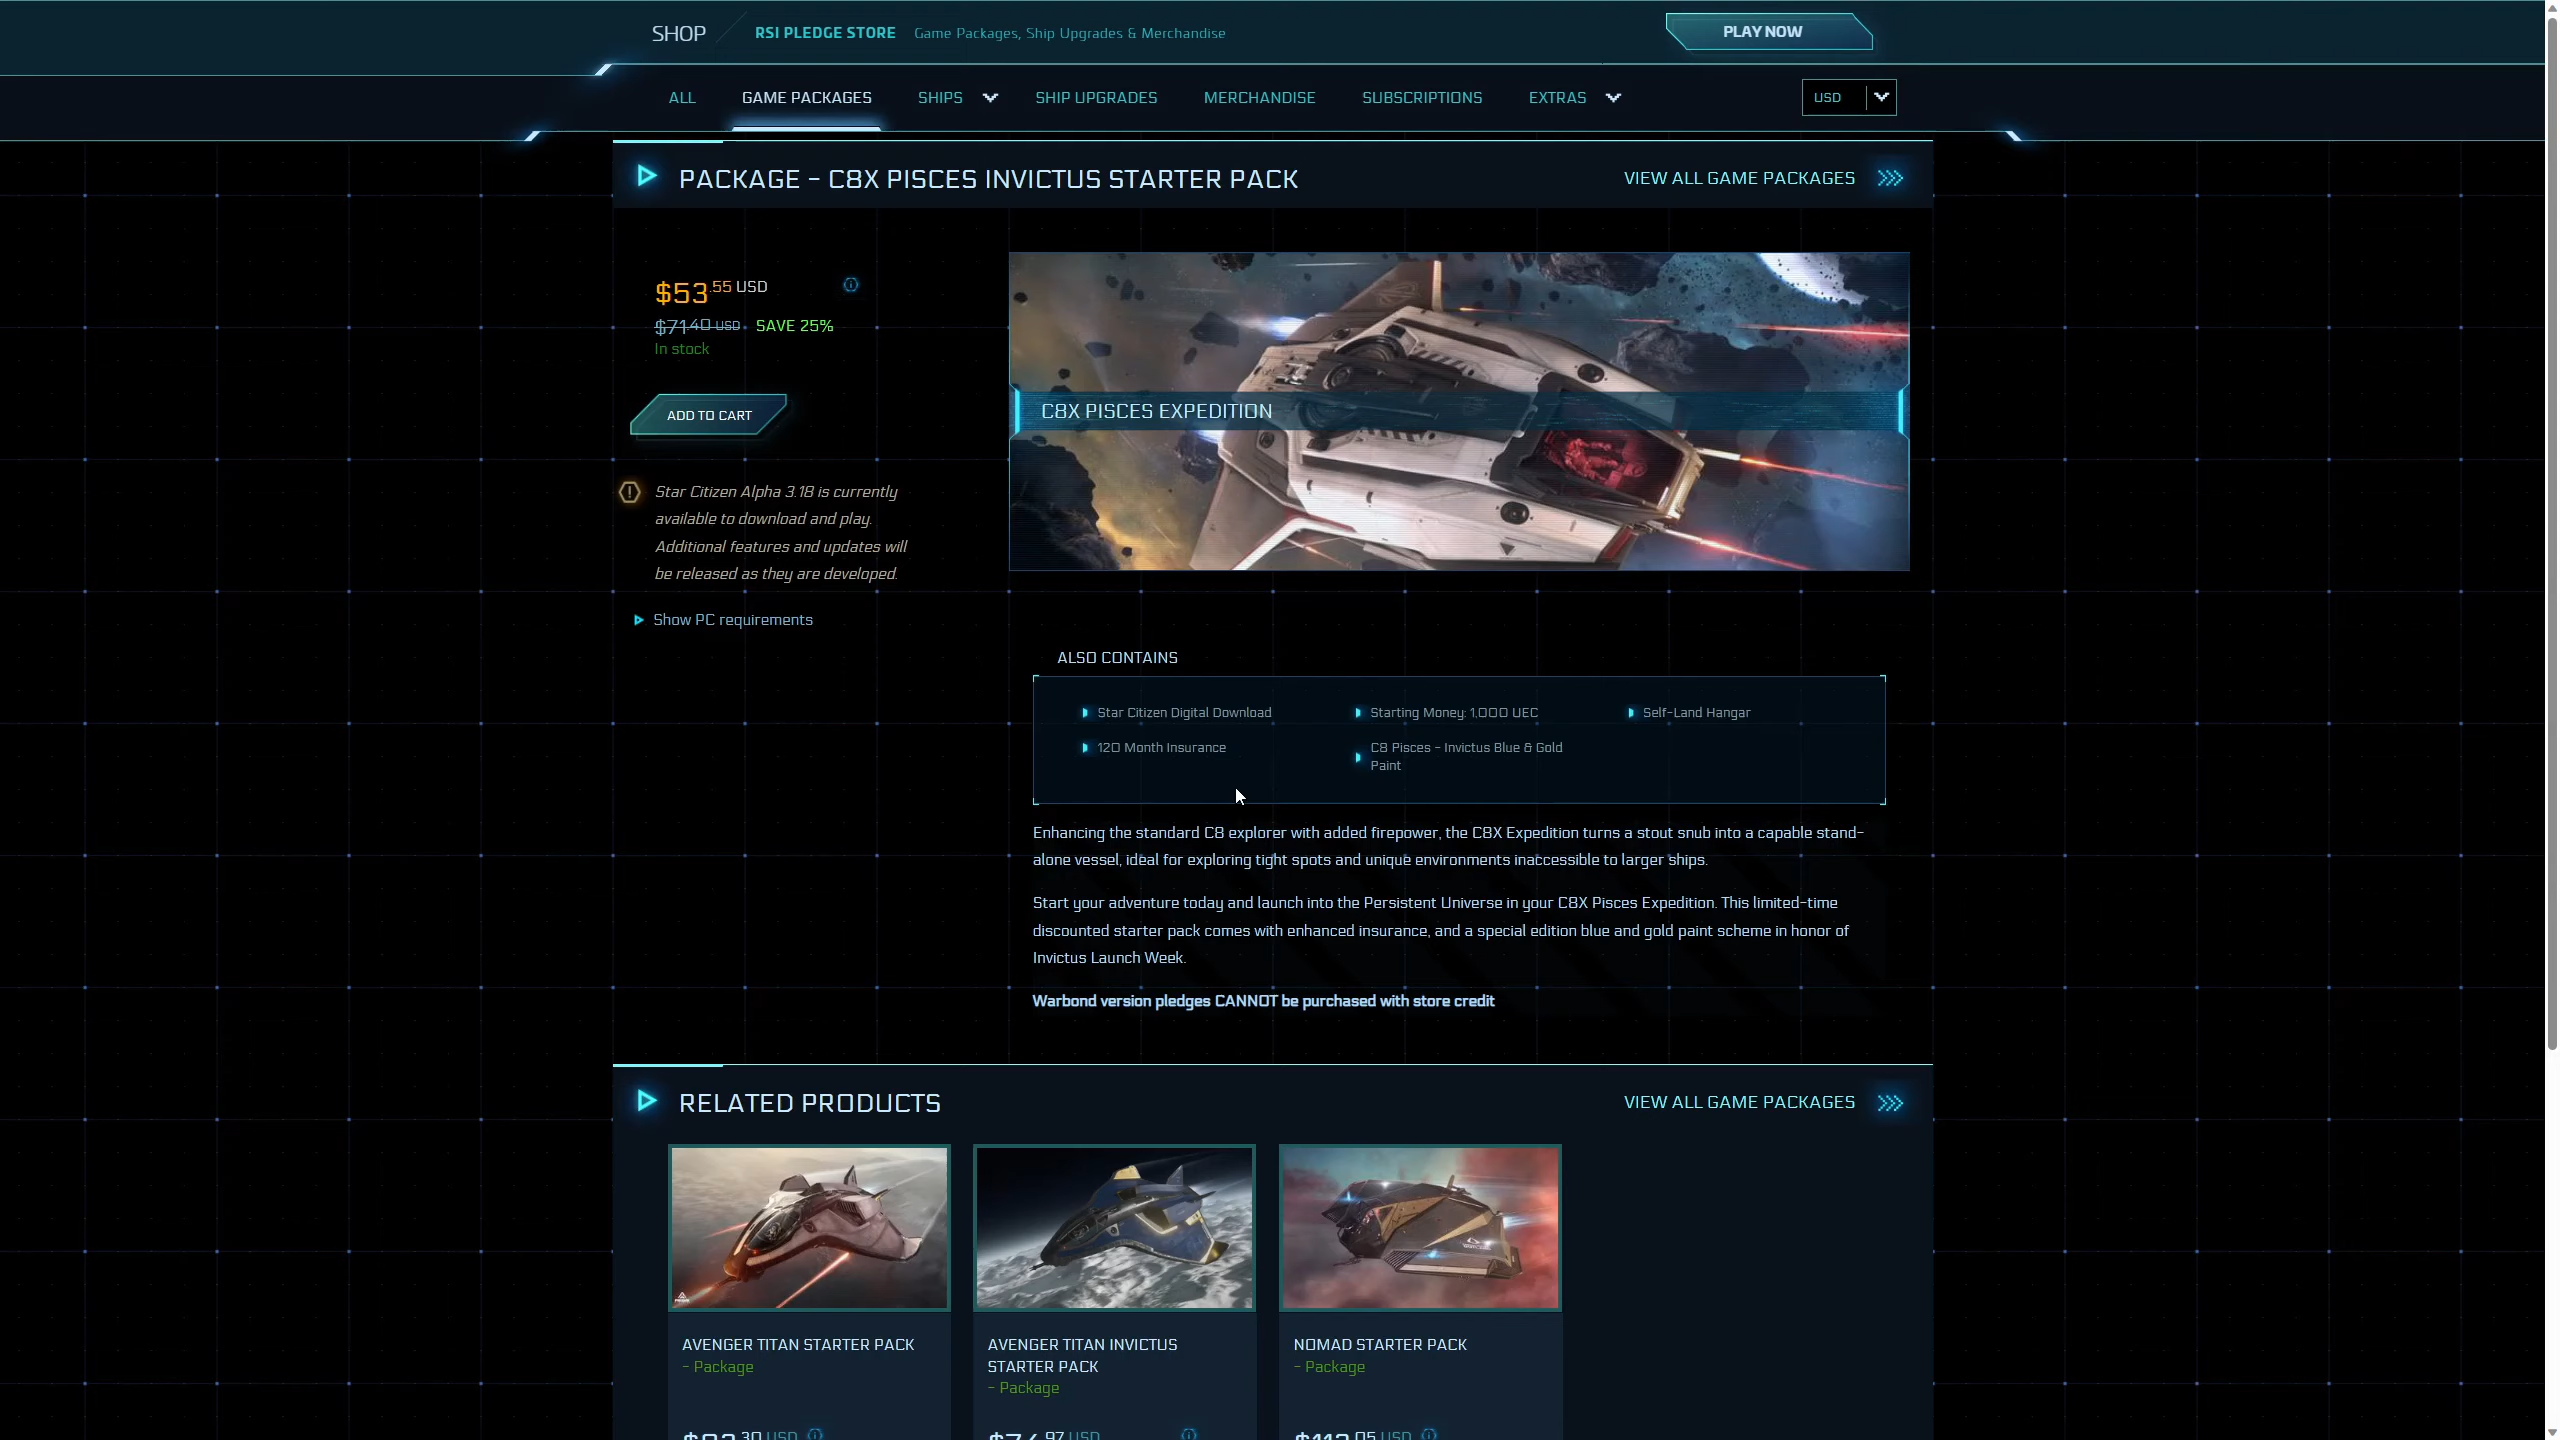 SHOP
RSI PLEDGE STORE Game Packages, Ship Upgrades & Merchandise
PLAY NOW
ALL GAME PACKAGES SHIPS SHIP UPGRADES MERCHANDISE SUBSCRIPTIONS EXTRAS
USD
PACKAGE - C8X PISCES INVICTUS STARTER PACK
VIEW ALL GAME PACKAGES
$53.55 USD
$71.40 USD SAVE 25%
In stock
ADD TO CART
Star Citizen Alpha 3.18 is currently
available to download and play.
Additional features and updates will
be released as they are developed.
Show PC requirements
C8X PISCES EXPEDITION
ALSO CONTAINS
Star Citizen Digital Download
Starting Money: 1,000 UEC
Self-Land Hangar
120 Month Insurance
C8 Pisces - Invictus Blue & Gold
Paint
Enhancing the standard C8 explorer with added firepower, the C8X Expedition turns a stout snub into a capable stand-
alone vessel, ideal for exploring tight spots and unique environments inaccessible to larger ships.
Start your adventure today and launch into the Persistent Universe in your C8X Pisces Expedition. This limited-time
discounted starter pack comes with enhanced insurance, and a special edition blue and gold paint scheme in honor of
Invictus Launch Week.
Warbond version pledges CANNOT be purchased with store credit
RELATED PRODUCTS
VIEW ALL GAME PACKAGES
AVENGER TITAN STARTER PACK
- Package
AVENGER TITAN INVICTUS
STARTER PACK
- Package
NOMAD STARTER PACK
- Package
.30 USD
.97 USD
.05 USD